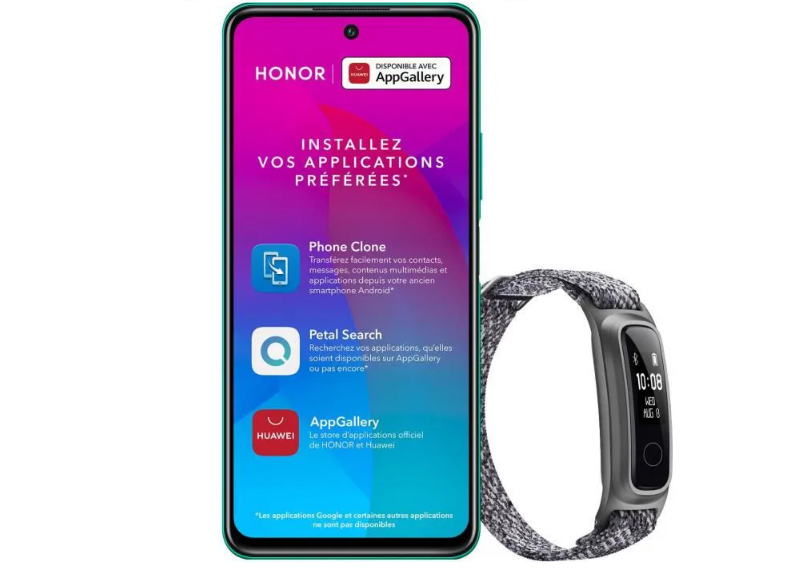 HONOR
DISPONIBLE AVEC
HUAWEI
AppGallery
INSTALLEZ
VOS APPLICATIONS
PRÉFÉRÉES*
Phone Clone
Transférez facilement vos contacts,
messages, contenus multimédias et
applications depuis votre ancien
smartphone Android*
Petal Search
Recherchez vos applications, qu'elles
soient disponibles sur AppGallery
ou pas encore*
AppGallery
HUAWEI
Le store d'applications officiel
de HONOR et Huawei
*Les applications Google et certaines autres applications
ne sont pas disponibles
10:08
WED
AUG 8